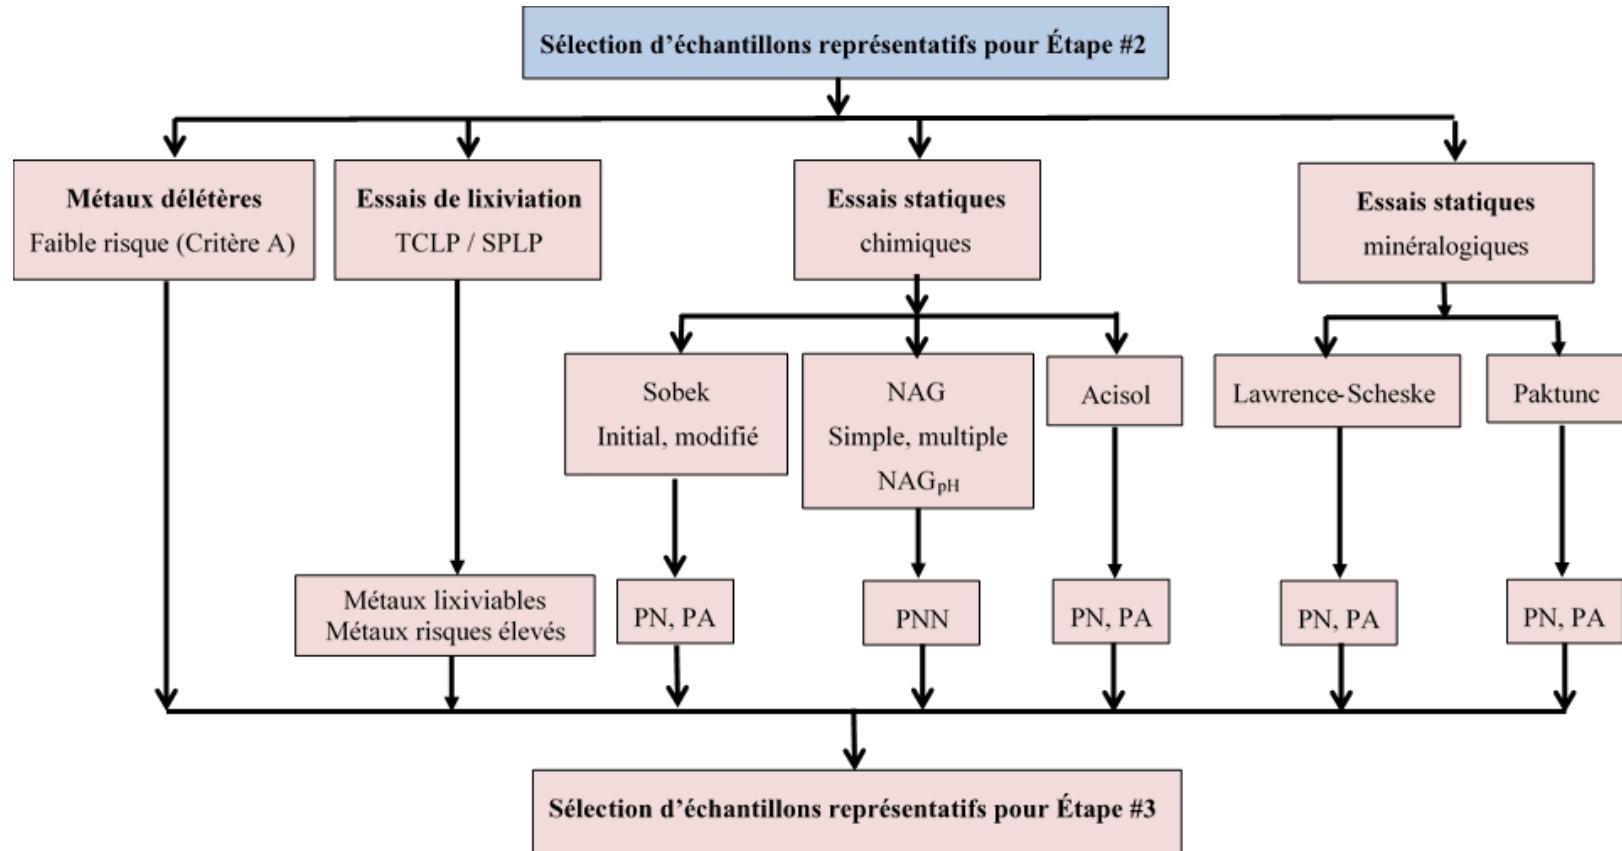 Sélection d'échantillons représentatifs pour Étape #2
Métaux délétères
Faible risque (Critère A)
Essais de lixiviation
TCLP / SPLP
Essais statiques
chimiques
Essais statiques
minéralogiques
Sobek
Initial, modifié
NAG
Simple, multiple
NAGpH
Acisol
Lawrence-Scheske
Paktunc
Métaux lixiviables
Métaux risques élevés
PN, PA
PNN
PN, PA
PN, PA
PN, PA
Sélection d'échantillons représentatifs pour Étape #3